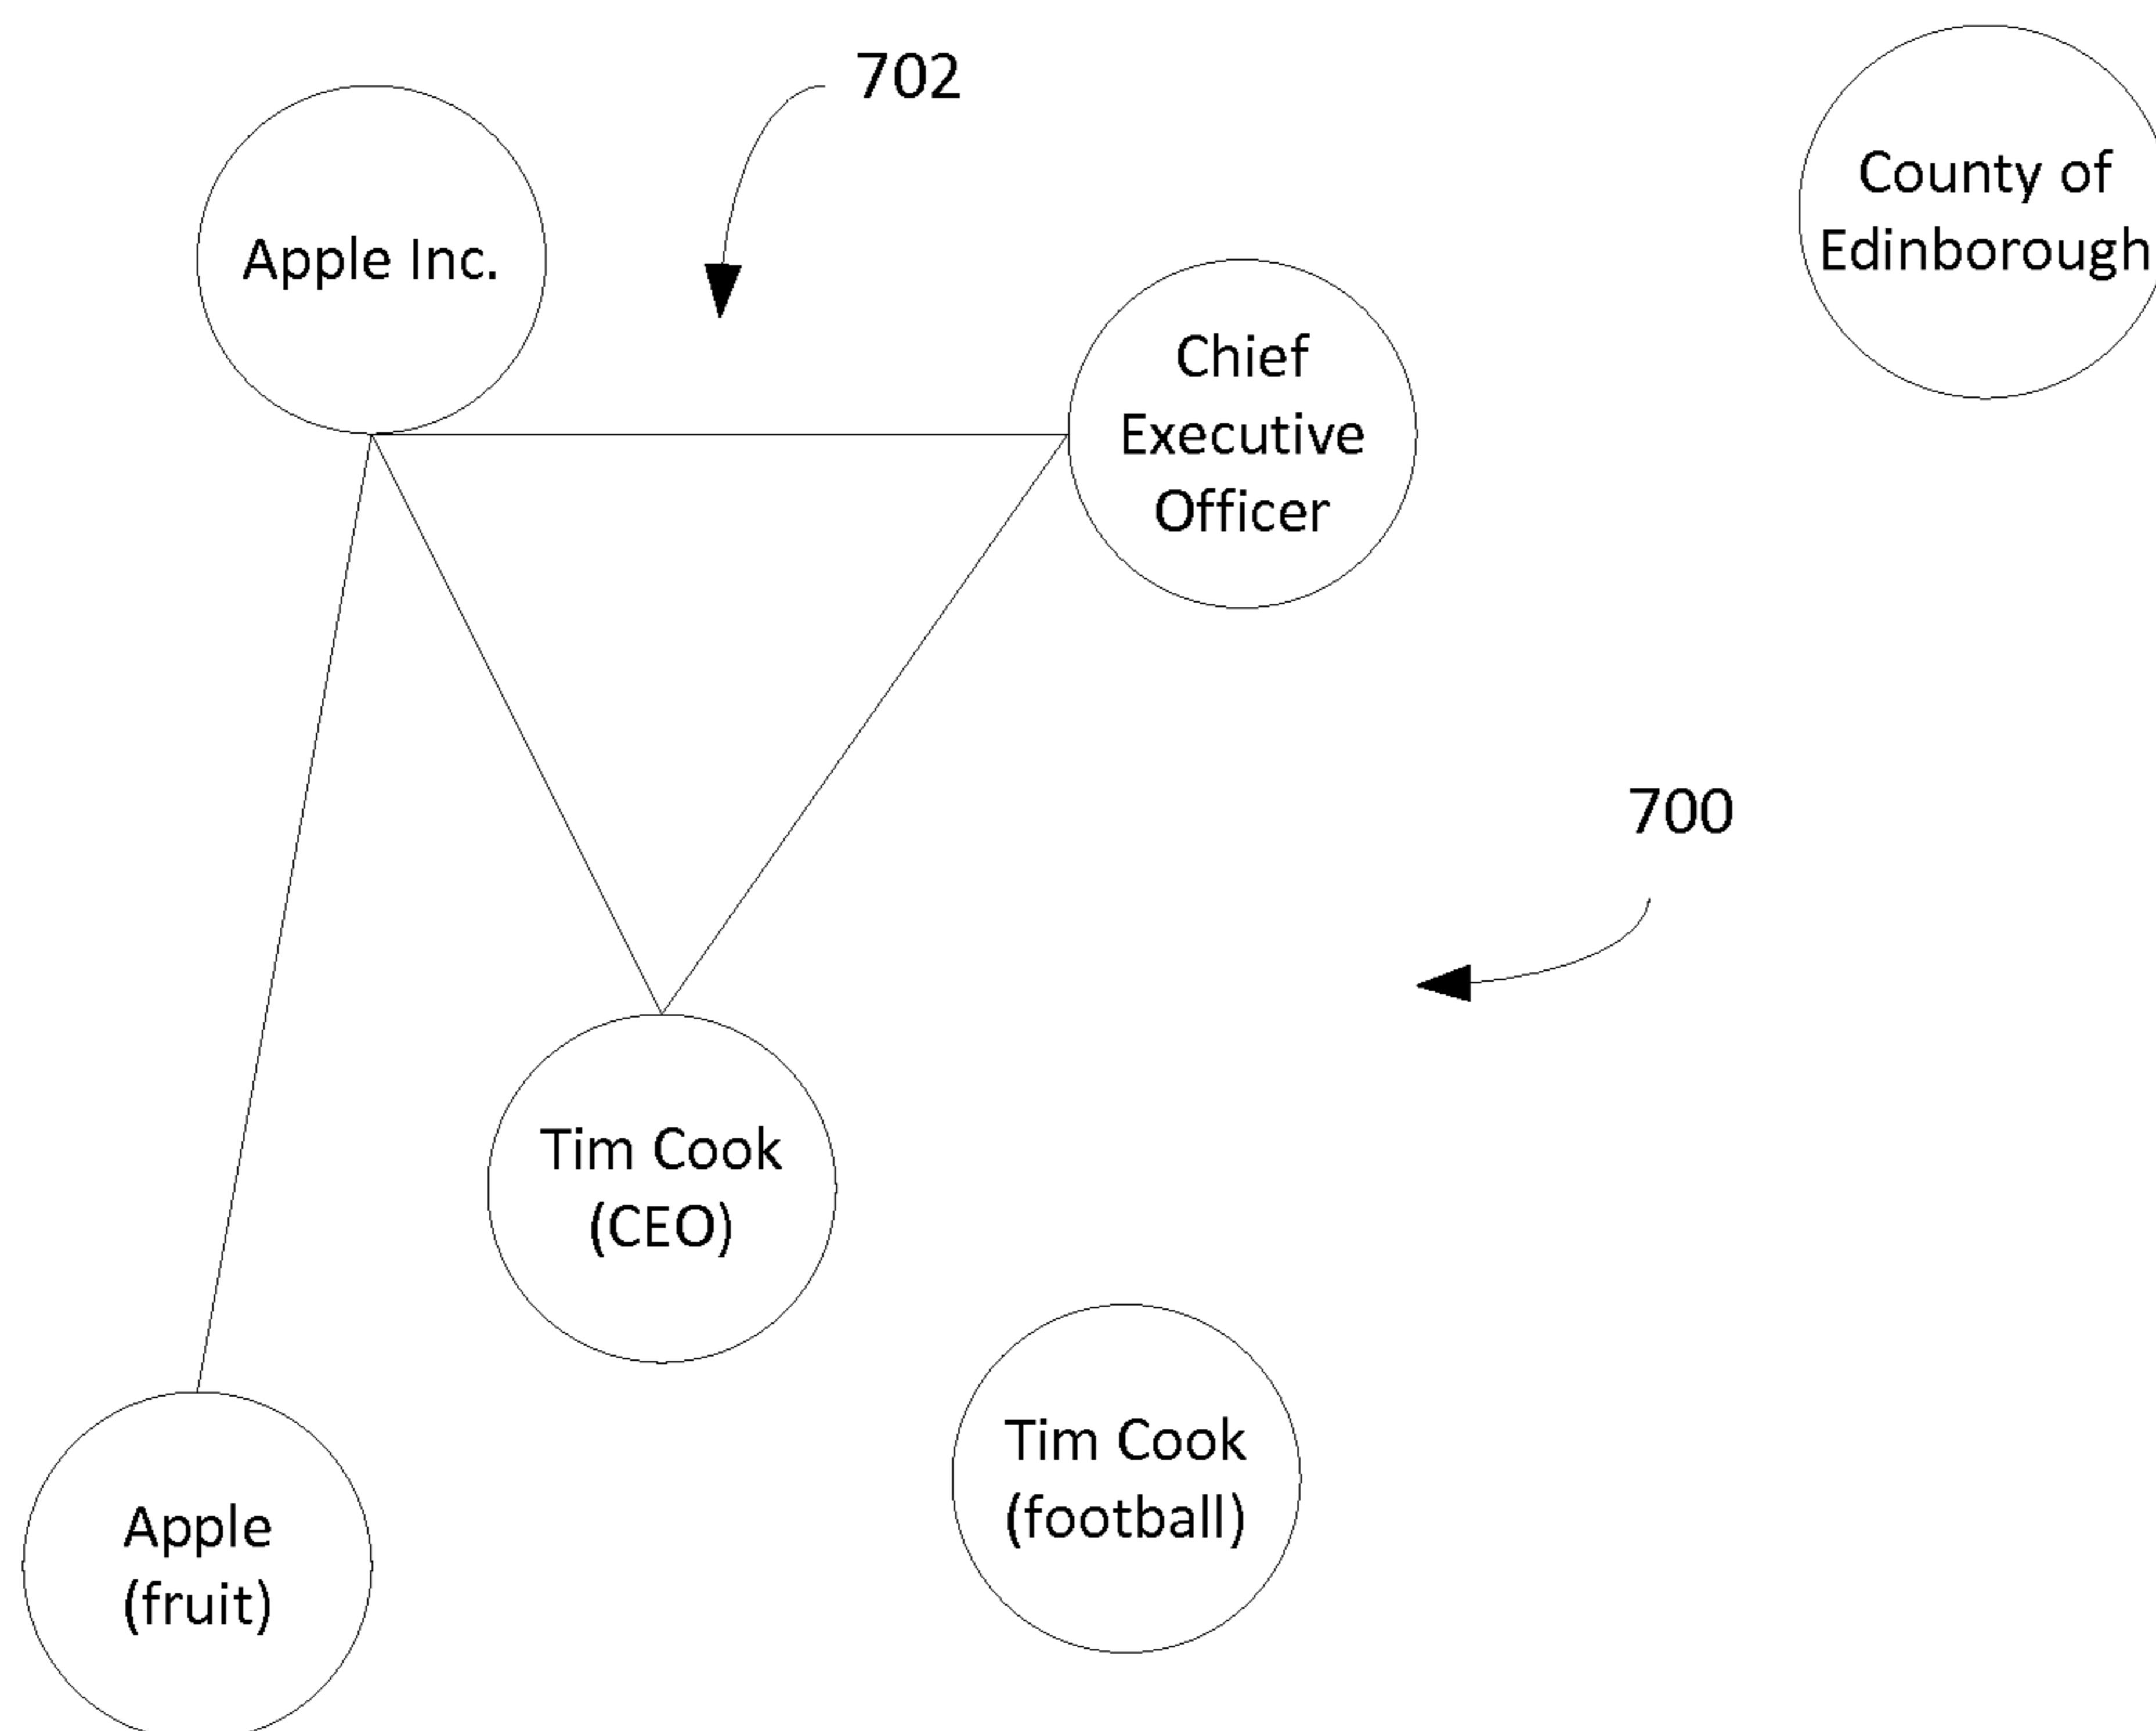 702
County of
Edinborough
Apple Inc.
Chief
Executive
Officer
700
Tim Cook
(CEO)
Tim Cook
(football)
Apple
(fruit)